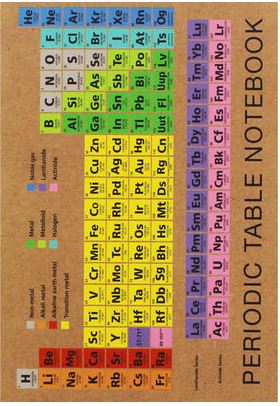 H He
Li Be B C N O F Ne
Non-metal Metal Noble gas
Alkali metal Metalloid Lanthanide
Alkaline earth metal Halogen Actinide
Transition metal
Na Mg Al Si P S Cl Ar
K Ca Sc Ti V Cr Mn Fe Co Ni Cu Zn Ga Ge As Se Br Kr
Rb Sr Y Zr Nb Mo Tc Ru Rh Pd Ag Cd In Sn Sb Te I Xe
Cs Ba 57-71 Hf Ta W Re Os Ir Pt Au Hg Tl Pb Bi Po At Rn
Fr Ra 89-103 Rf Db Sg Bh Hs Mt Ds Rg Cn Uut Fl Uup Lv Ts Og
Lanthanide Series La Ce Pr Nd Pm Sm Eu Gd Tb Dy Ho Er Tm Yb Lu
Actinide Series Ac Th Pa U Np Pu Am Cm Bk Cf Es Fm Md No Lr
PERIODIC TABLE NOTEBOOK